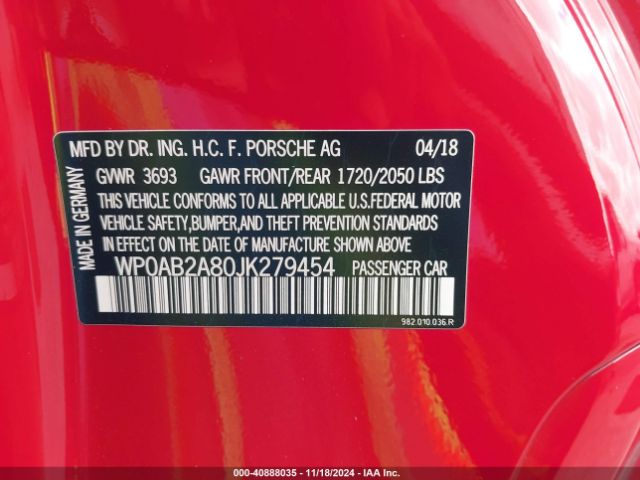 MFD BY DR. ING. H.C. F. PORSCHE AG 04/18
GVWR 3693 GAWR FRONT/REAR 1720/2050 LBS
THIS VEHICLE CONFORMS TO ALL APPLICABLE U.S.FEDERAL MOTOR
VEHICLE SAFETY,BUMPER,AND THEFT PREVENTION STANDARDS
IN EFFECT ON THE DATE OF MANUFACTURE SHOWN ABOVE
WP0AB2A80JK279454 PASSENGER CAR
MADE IN GERMANY
982.010.036.R
000-40888035 - 11/18/2024 - IAA Inc.